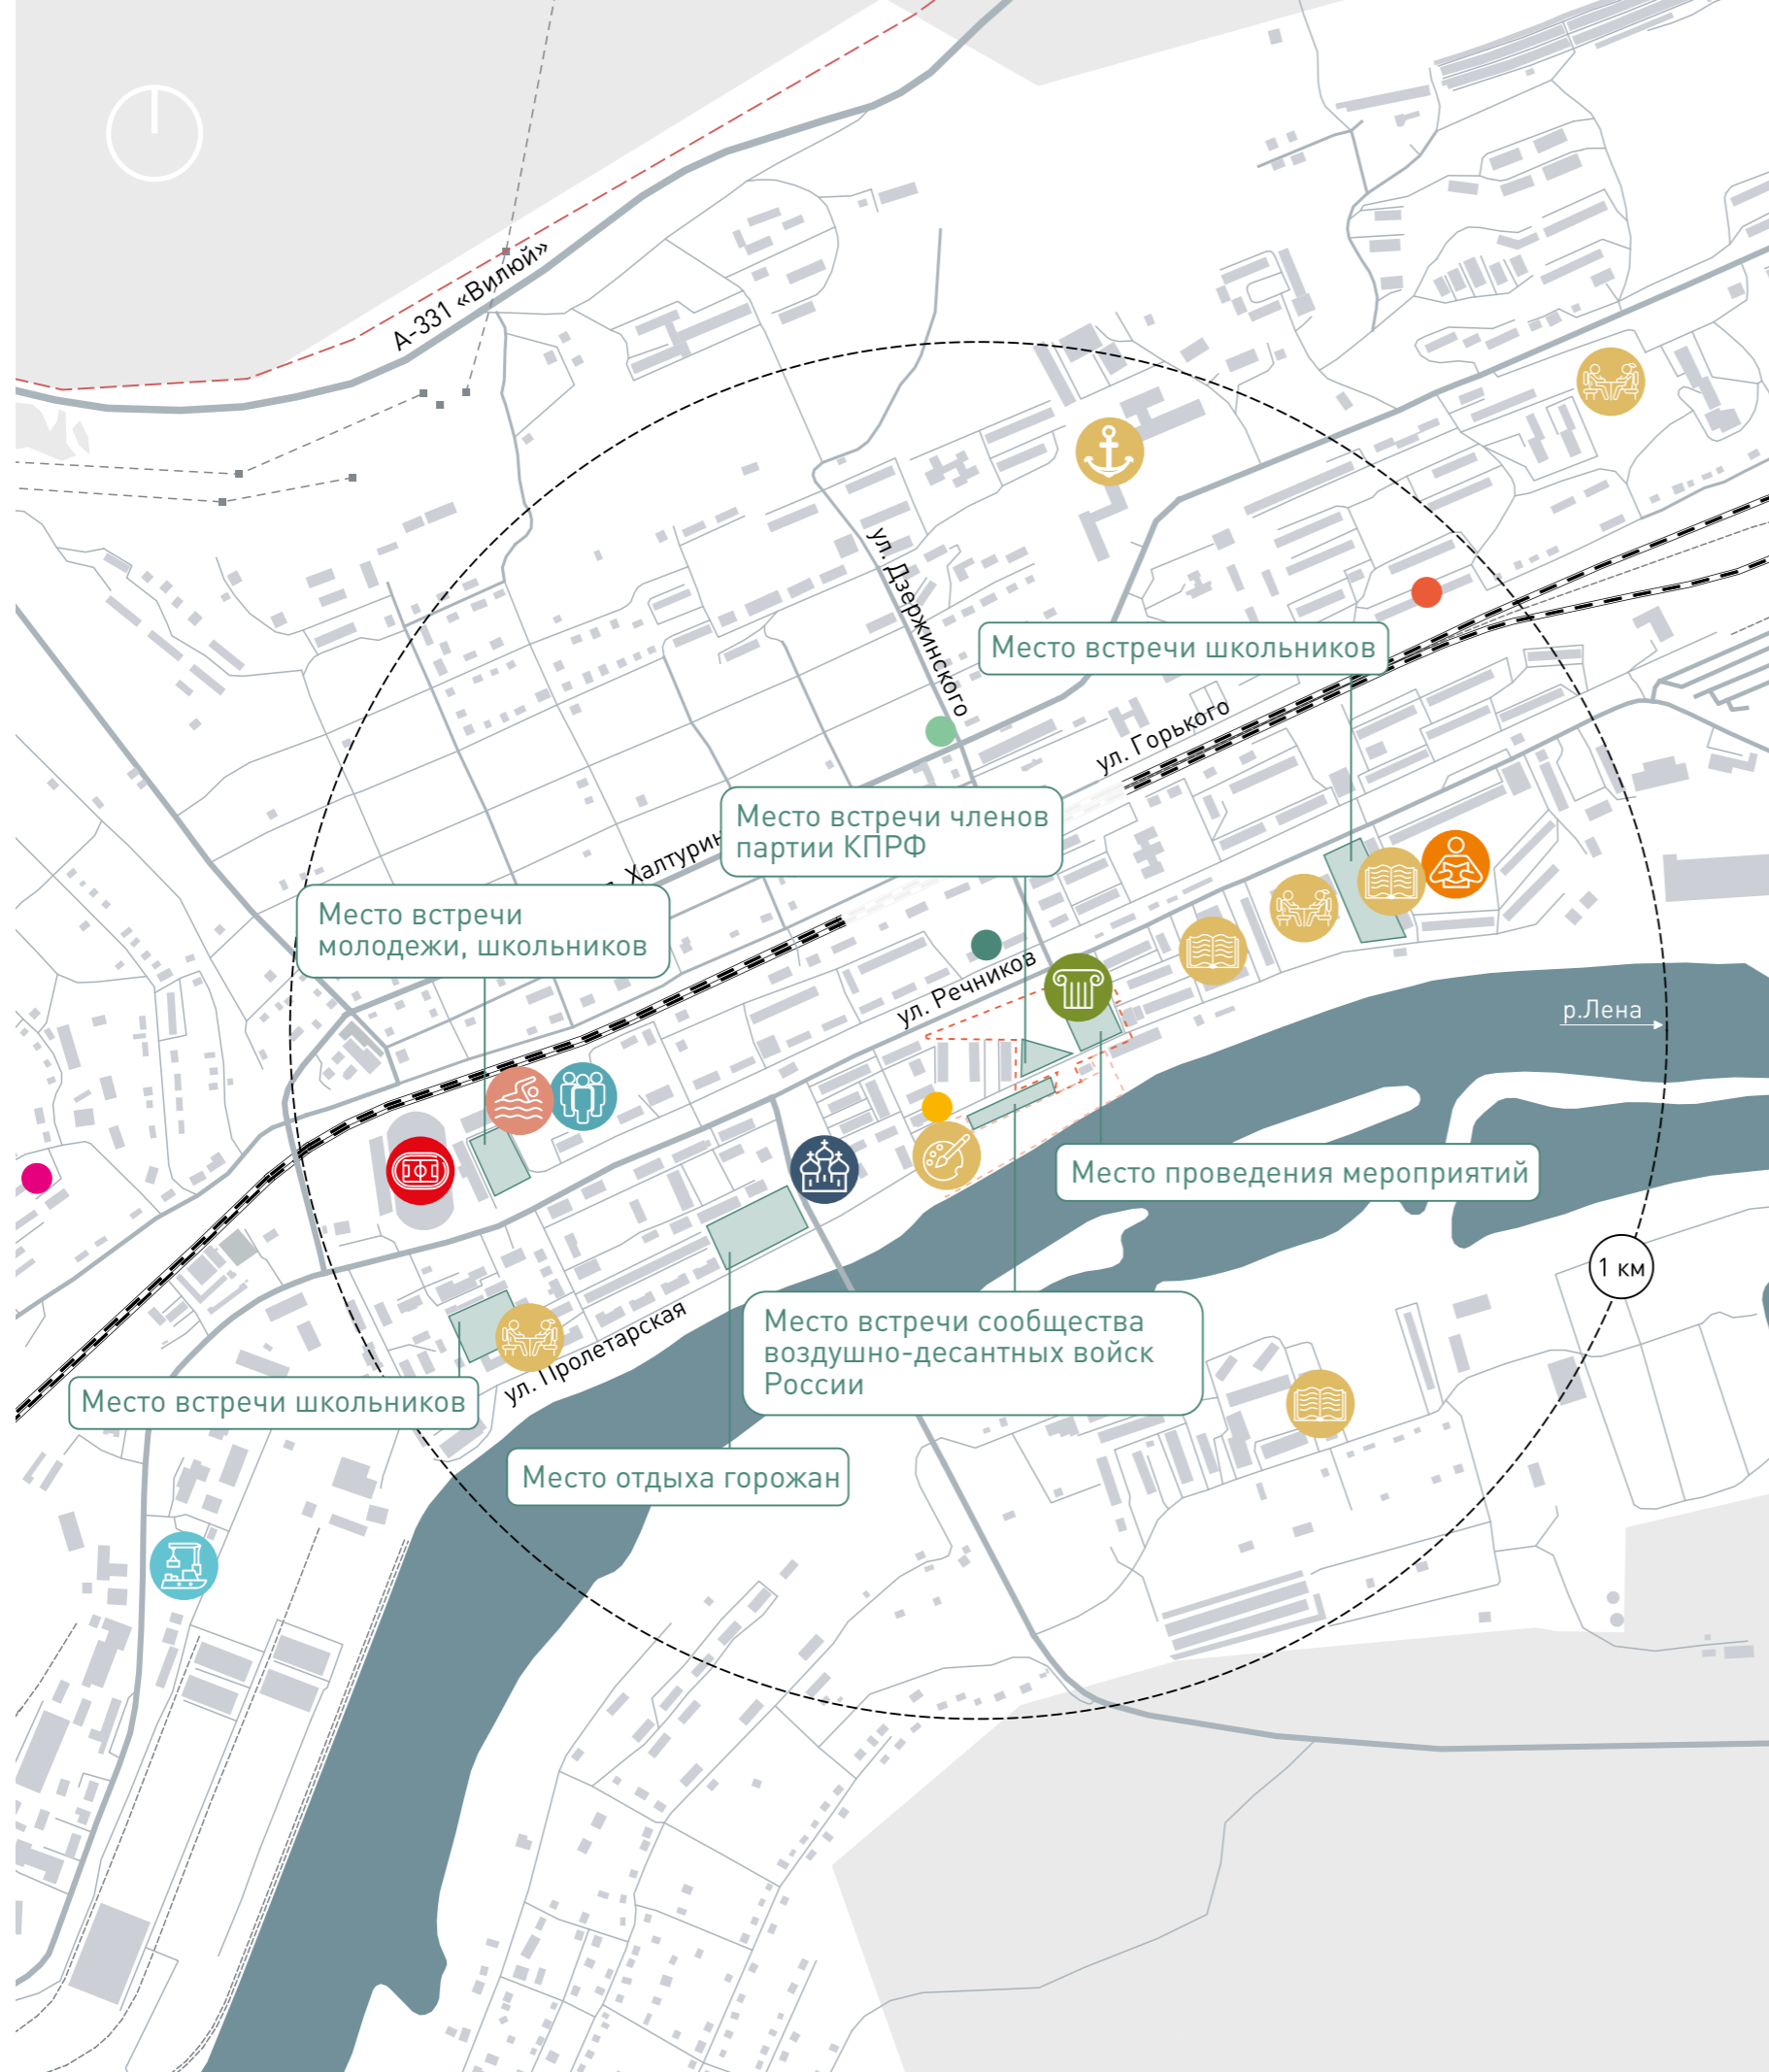 А-331 «Вилюй»
ул. Дзержинского
Место встречи школьников
ул. Горького
Место встречи членов
партии КПРФ
Место встречи
молодежи, школьников
ул. Речников
р.Лена
Место проведения мероприятий
1 км
Место встречи сообщества
воздушно-десантных войск
России
ул. Пролетарская
Место встречи школьников
Место отдыха горожан